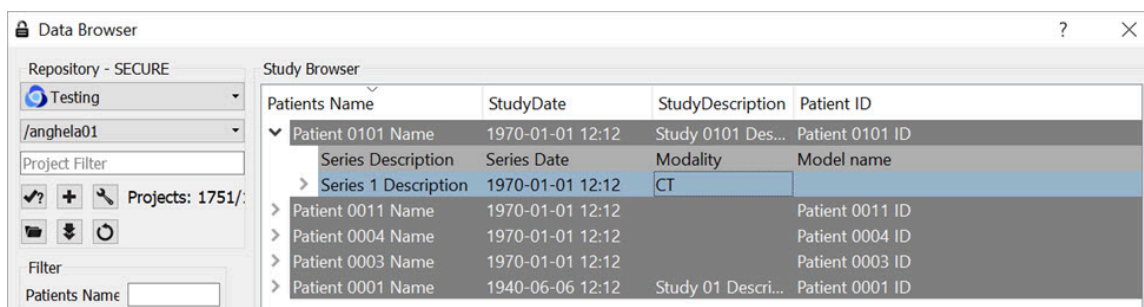 Data Browser ? ×
Repository - SECURE
Testing
/anghela01
Project Filter
Projects: 1751/
Filter
Patients Name
Study Browser
Patients Name StudyDate StudyDescription Patient ID
Patient 0101 Name 1970-01-01 12:12 Study 0101 Des... Patient 0101 ID
Series Description Series Date Modality Model name
Series 1 Description 1970-01-01 12:12 CT
Patient 0011 Name 1970-01-01 12:12 Patient 0011 ID
Patient 0004 Name 1970-01-01 12:12 Patient 0004 ID
Patient 0003 Name 1970-01-01 12:12 Patient 0003 ID
Patient 0001 Name 1940-06-06 12:12 Study 01 Descri... Patient 0001 ID